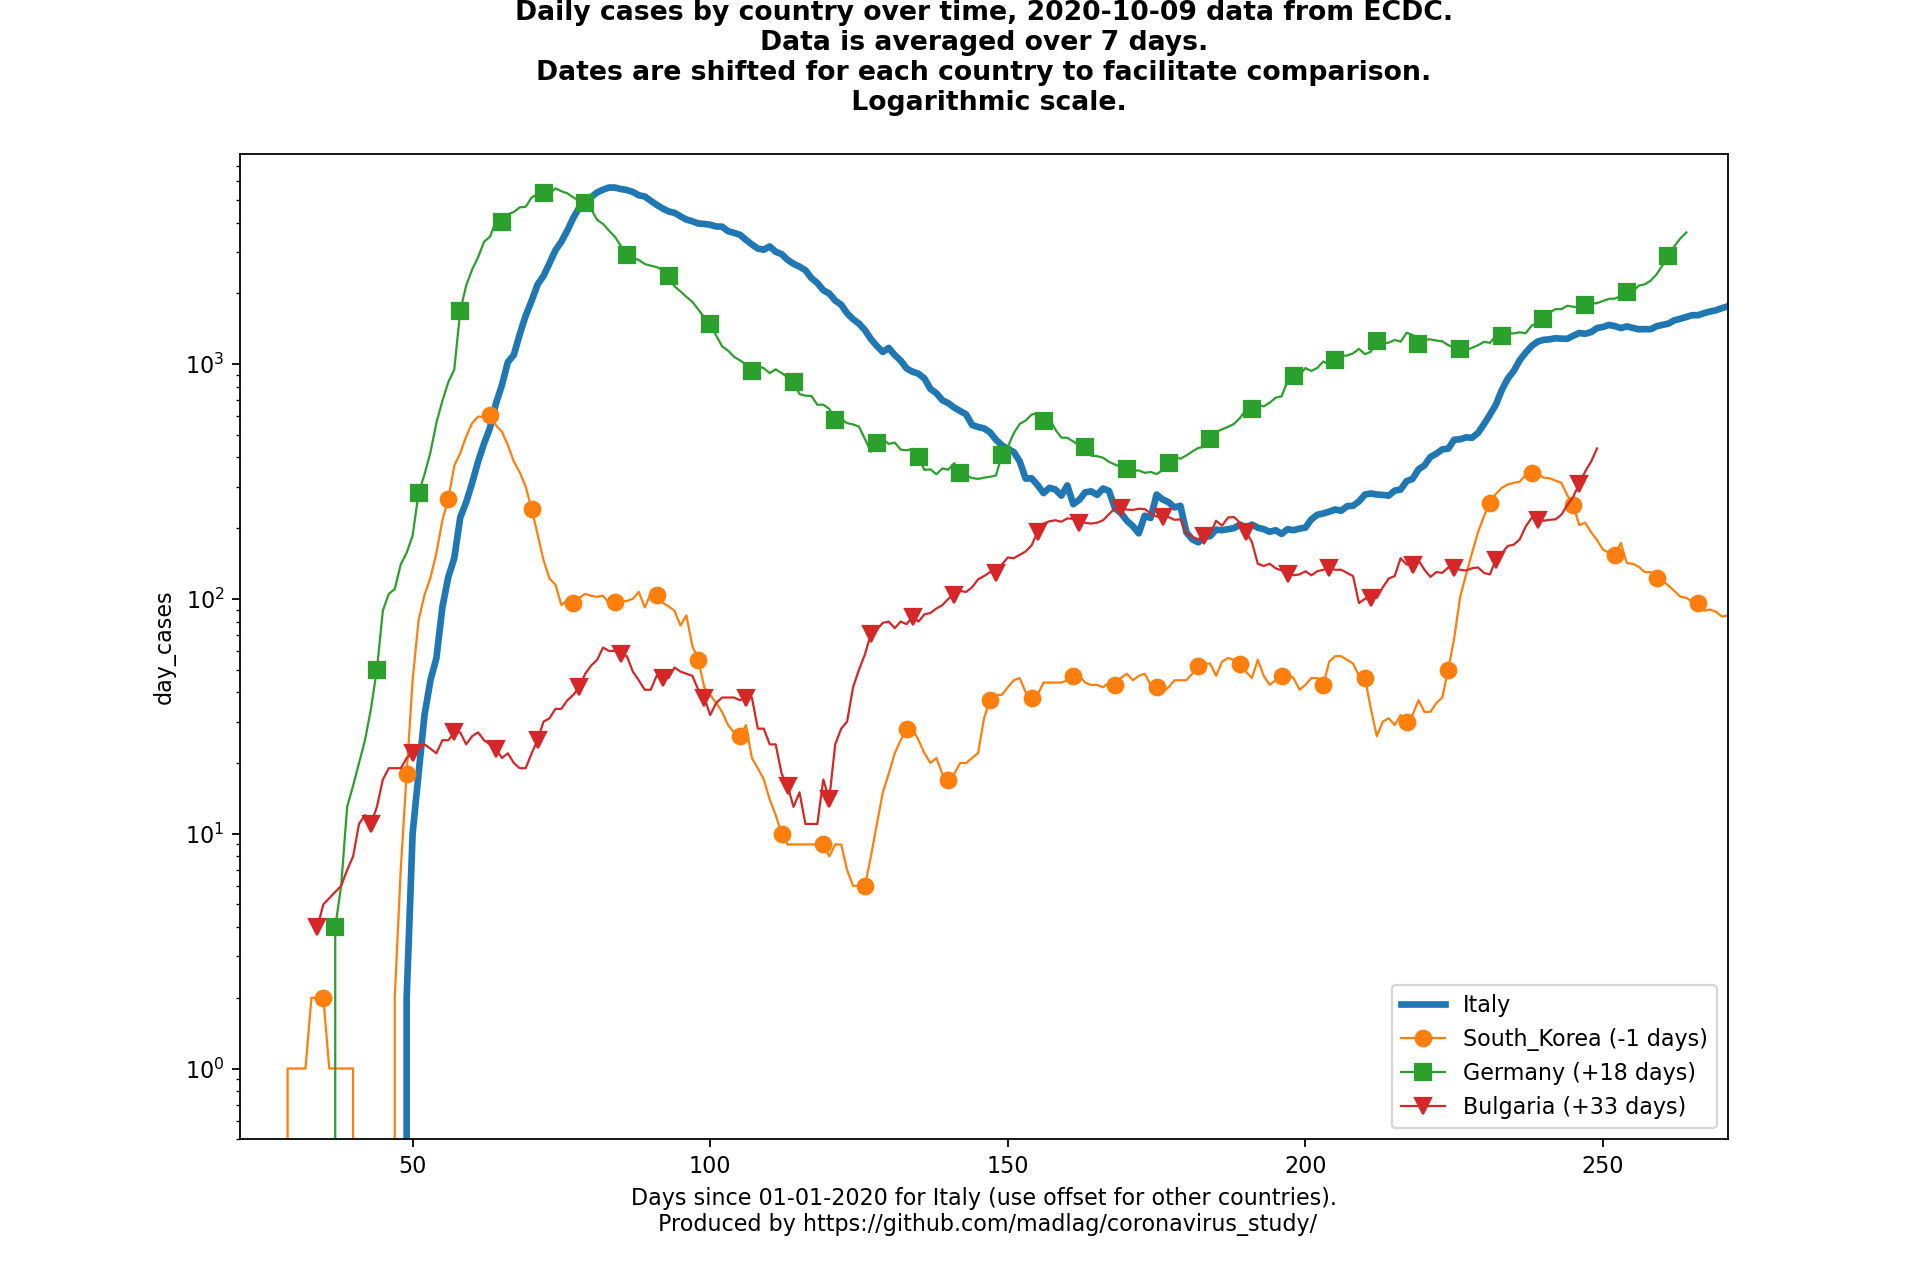 Daily cases by country over time, 2020-10-09 data from ECDC.
Data is averaged over 7 days.
Dates are shifted for each country to facilitate comparison.
Logarithmic scale.
day_cases
10³
10²
10¹
10⁰
Italy
South_Korea (-1 days)
Germany (+18 days)
Bulgaria (+33 days)
50 100 150 200 250
Days since 01-01-2020 for Italy (use offset for other countries).
Produced by https://github.com/madlag/coronavirus_study/